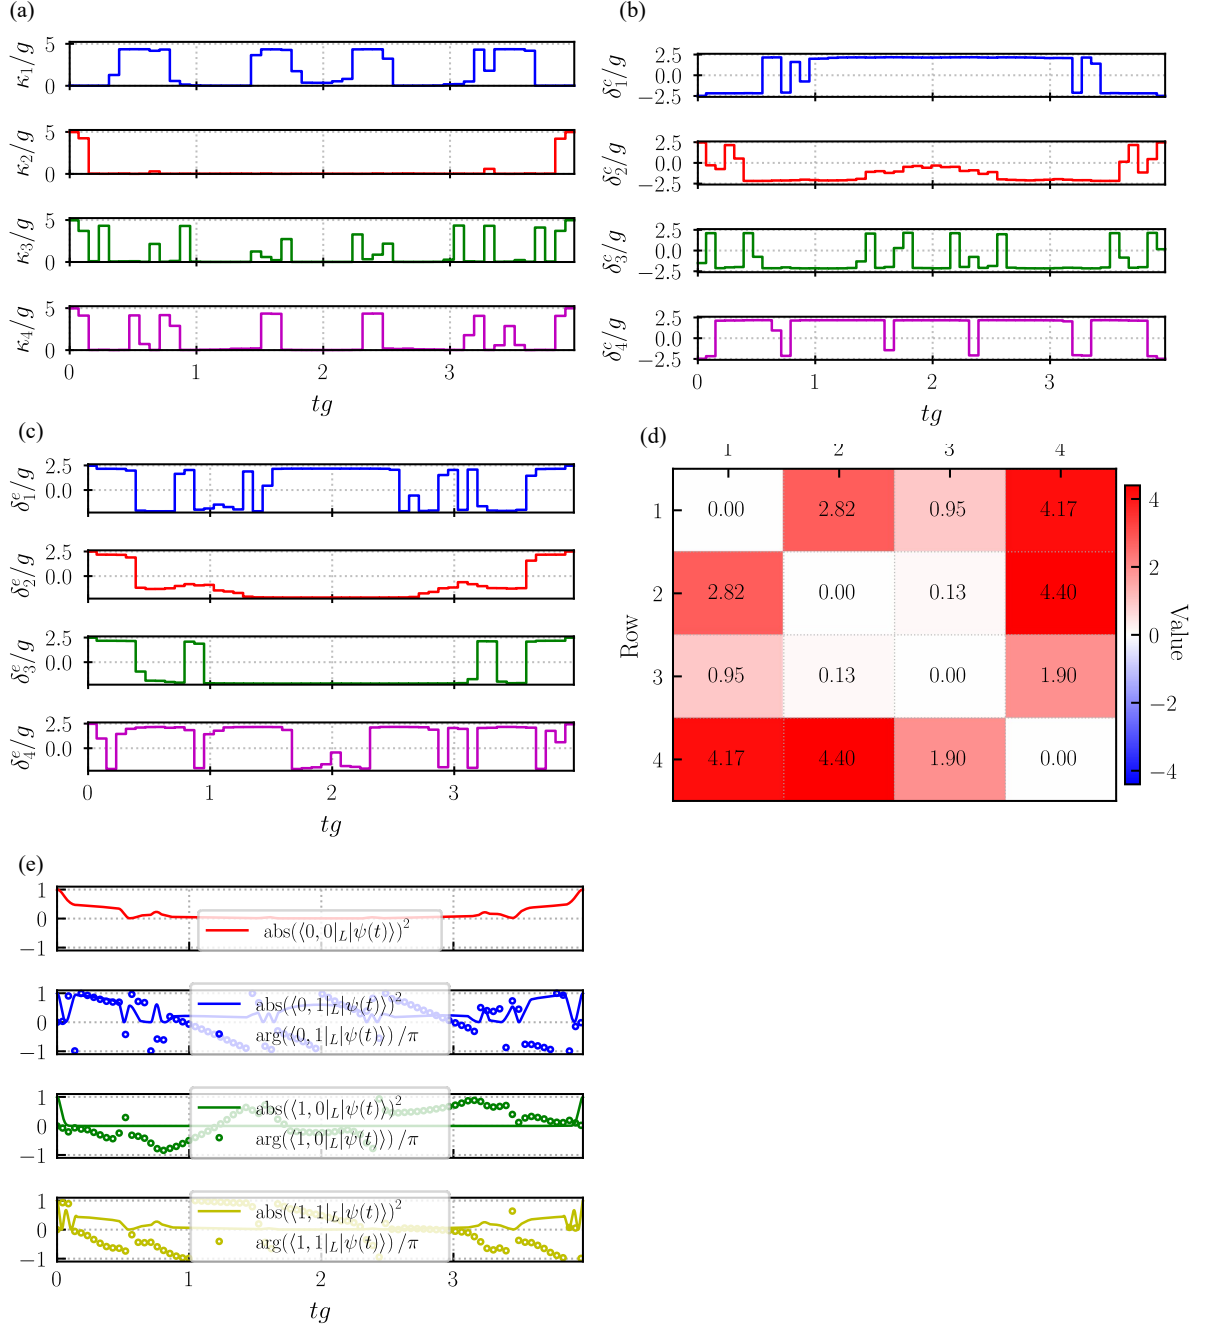 (a)
κ₁/g
5
0
κ₂/g
5
0
κ₃/g
5
0
κ₄/g
5
0
0 1 2 3
tg
(b)
δ₁ᶜ/g
2.5
0.0
−2.5
δ₂ᶜ/g
2.5
0.0
−2.5
δ₃ᶜ/g
2.5
0.0
−2.5
δ₄ᶜ/g
2.5
0.0
−2.5
0 1 2 3
tg
(c)
δ₁ᵉ/g
2.5
0.0
δ₂ᵉ/g
2.5
0.0
δ₃ᵉ/g
2.5
0.0
δ₄ᵉ/g
2.5
0.0
0 1 2 3
tg
(d)
1 2 3 4
Row
1 0.00 2.82 0.95 4.17
2 2.82 0.00 0.13 4.40
3 0.95 0.13 0.00 1.90
4 4.17 4.40 1.90 0.00
4
2
0
−2
−4
Value
(e)
1
0
−1
abs(⟨0, 0|_L|ψ(t)⟩)²
1
0
−1
abs(⟨0, 1|_L|ψ(t)⟩)²
arg(⟨0, 1|_L|ψ(t)⟩)/π
1
0
−1
abs(⟨1, 0|_L|ψ(t)⟩)²
arg(⟨1, 0|_L|ψ(t)⟩)/π
1
0
−1
abs(⟨1, 1|_L|ψ(t)⟩)²
arg(⟨1, 1|_L|ψ(t)⟩)/π
0 1 2 3
tg